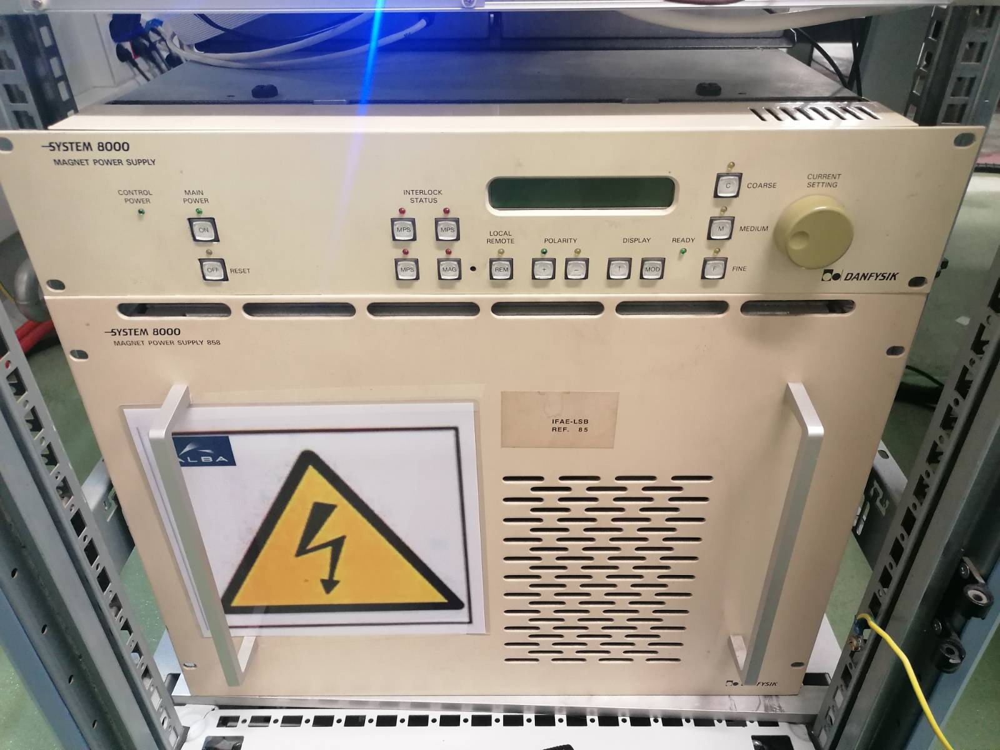 SYSTEM 8000
MAGNET POWER SUPPLY
CONTROL
POWER
MAIN
POWER
ON
OFF
RESET
INTERLOCK
STATUS
MPS
MPS
MPS
MAG
LOCAL
REMOTE
REM
POLARITY
+
-
DISPLAY
↑
MOD
READY
C
COARSE
M
MEDIUM
F
FINE
CURRENT
SETTING
DANFYSIK
SYSTEM 8000
MAGNET POWER SUPPLY 858
IFAE-LSB
REF. 85
ALBA
FYSIK